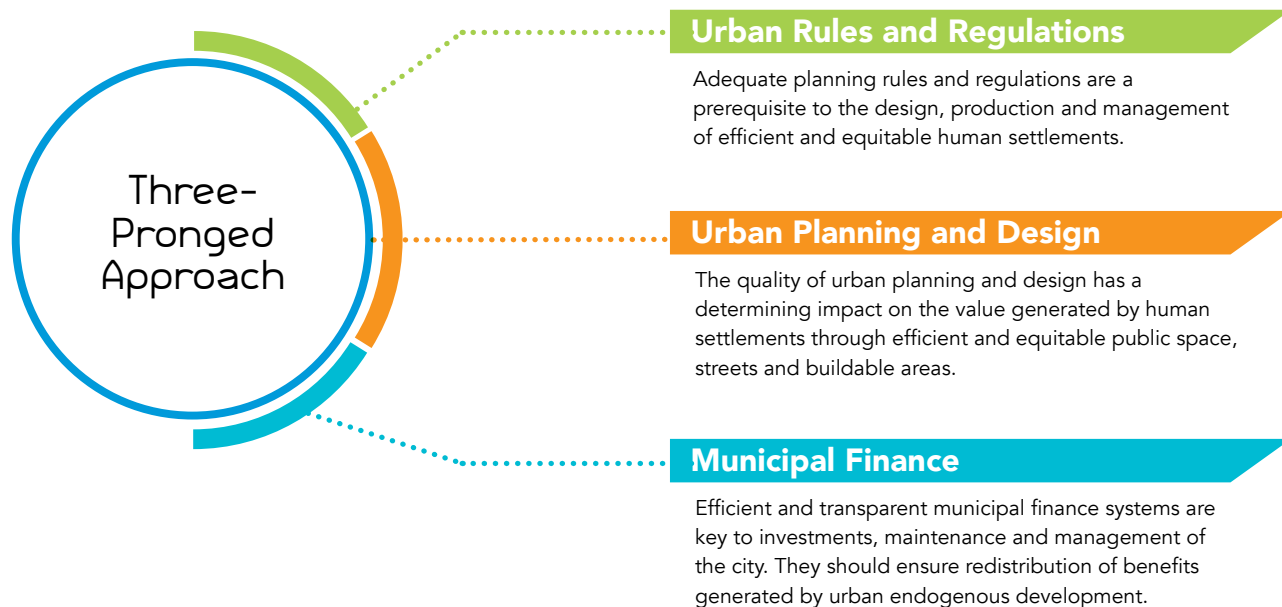 Three-
Pronged
Approach
Urban Rules and Regulations
Adequate planning rules and regulations are a
prerequisite to the design, production and management
of efficient and equitable human settlements.
Urban Planning and Design
The quality of urban planning and design has a
determining impact on the value generated by human
settlements through efficient and equitable public space,
streets and buildable areas.
Municipal Finance
Efficient and transparent municipal finance systems are
key to investments, maintenance and management of
the city. They should ensure redistribution of benefits
generated by urban endogenous development.